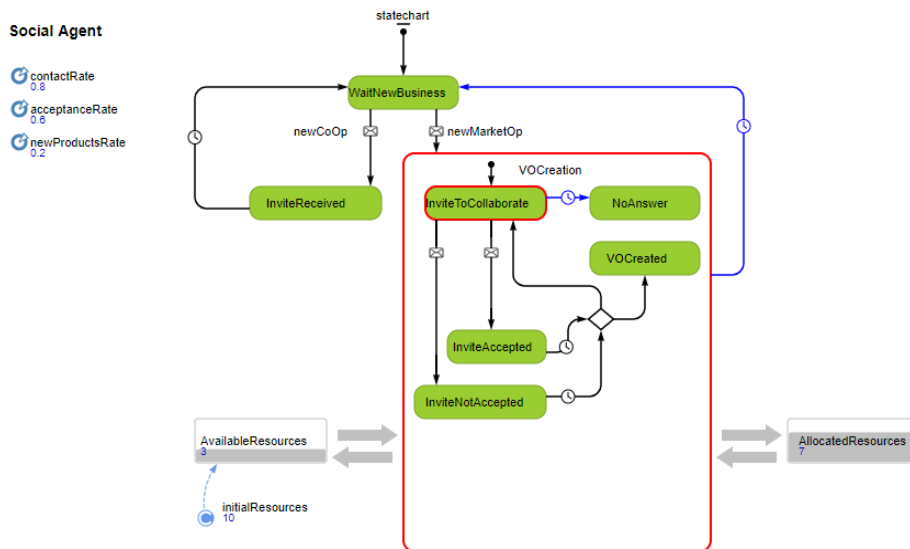 statechart
Social Agent
contactRate
0.8
acceptanceRate
0.6
newProductsRate
0.2
WaitNewBusiness
newCoOp
newMarketOp
VOCreation
InviteReceived
InviteToCollaborate
NoAnswer
VOCreated
InviteAccepted
InviteNotAccepted
AvailableResources
3
AllocatedResources
7
initialResources
10